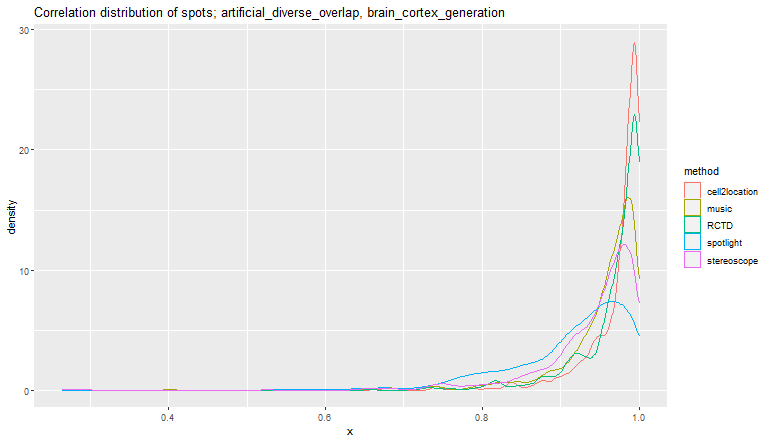 Correlation distribution of spots; artificial_diverse_overlap, brain_cortex_generation
30
20
10
0
density
0.4
0.6
0.8
1.0
x
method
cell2location
music
RCTD
spotlight
stereoscope